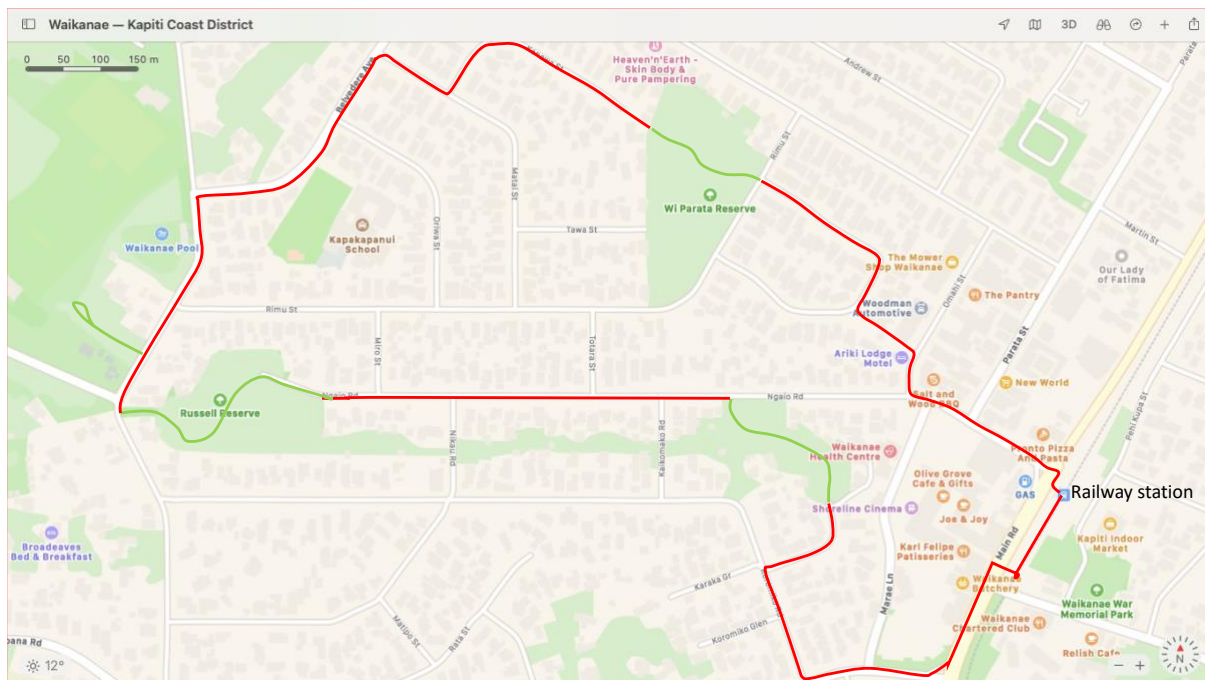 Waikanae — Kapiti Coast District
3D
0 50 100 150 m
Belvedere Ave
Heaven'n'Earth -
Skin Body &
Pure Pampering
Andrew St
Parata
Rimu St
Matai St
Oriwa St
Wi Parata Reserve
Kapakapanui
School
Tawa St
Waikanae Pool
Martin St
Our Lady
of Fatima
The Mower
Shop Waikanae
Omahi St
The Pantry
Woodman
Automotive
Rimu St
Parata St
Miro St
Totara St
Ariki Lodge
Motel
New World
Salt and
Wood BBQ
Ngaio Rd
Ngaio Rd
Russell Reserve
Pehi Kupa St
Nikau Rd
Kaikomako Rd
Pronto Pizza
And Pasta
Waikanae
Health Centre
Olive Grove
Cafe & Gifts
GAS
Railway station
Shoreline Cinema
Joe & Joy
Main Rd
Kapiti Indoor
Market
Broadeaves
Bed & Breakfast
Karl Felipe
Patisseries
Karaka Gr
Marae Ln
Waikanae
Butchery
Waikanae War
Memorial Park
Waikanae
Chartered Club
Koromiko Glen
Matipo St
Rata St
Relish Cafe
12°
N